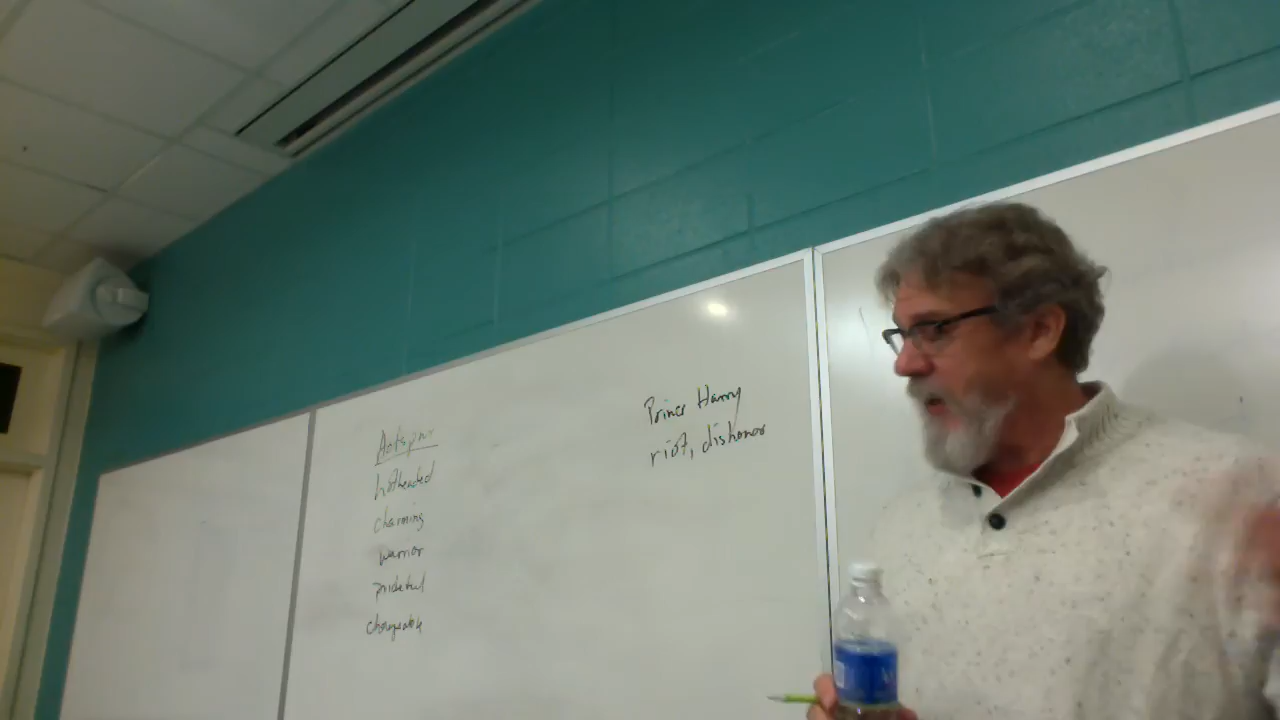 Hotspur
hotheaded
charming
warrior
prideful
changeable
Prince Harry
riot, dishonor